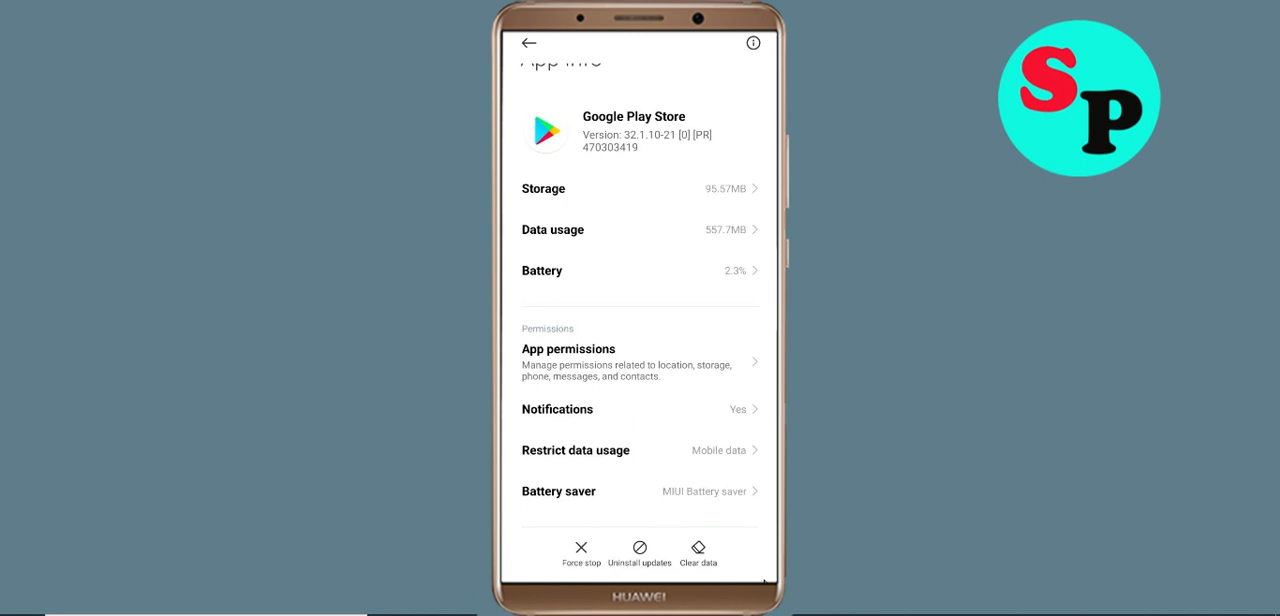 App info
Google Play Store
Version: 32.1.10-21 [0] [PR]
470303419
Storage
95.57MB
Data usage
557.7MB
Battery
2.3%
Permissions
App permissions
Manage permissions related to location, storage,
phone, messages, and contacts.
Notifications
Yes
Restrict data usage
Mobile data
Battery saver
MIUI Battery saver
Force stop
Uninstall updates
Clear data
HUAWEI
SP